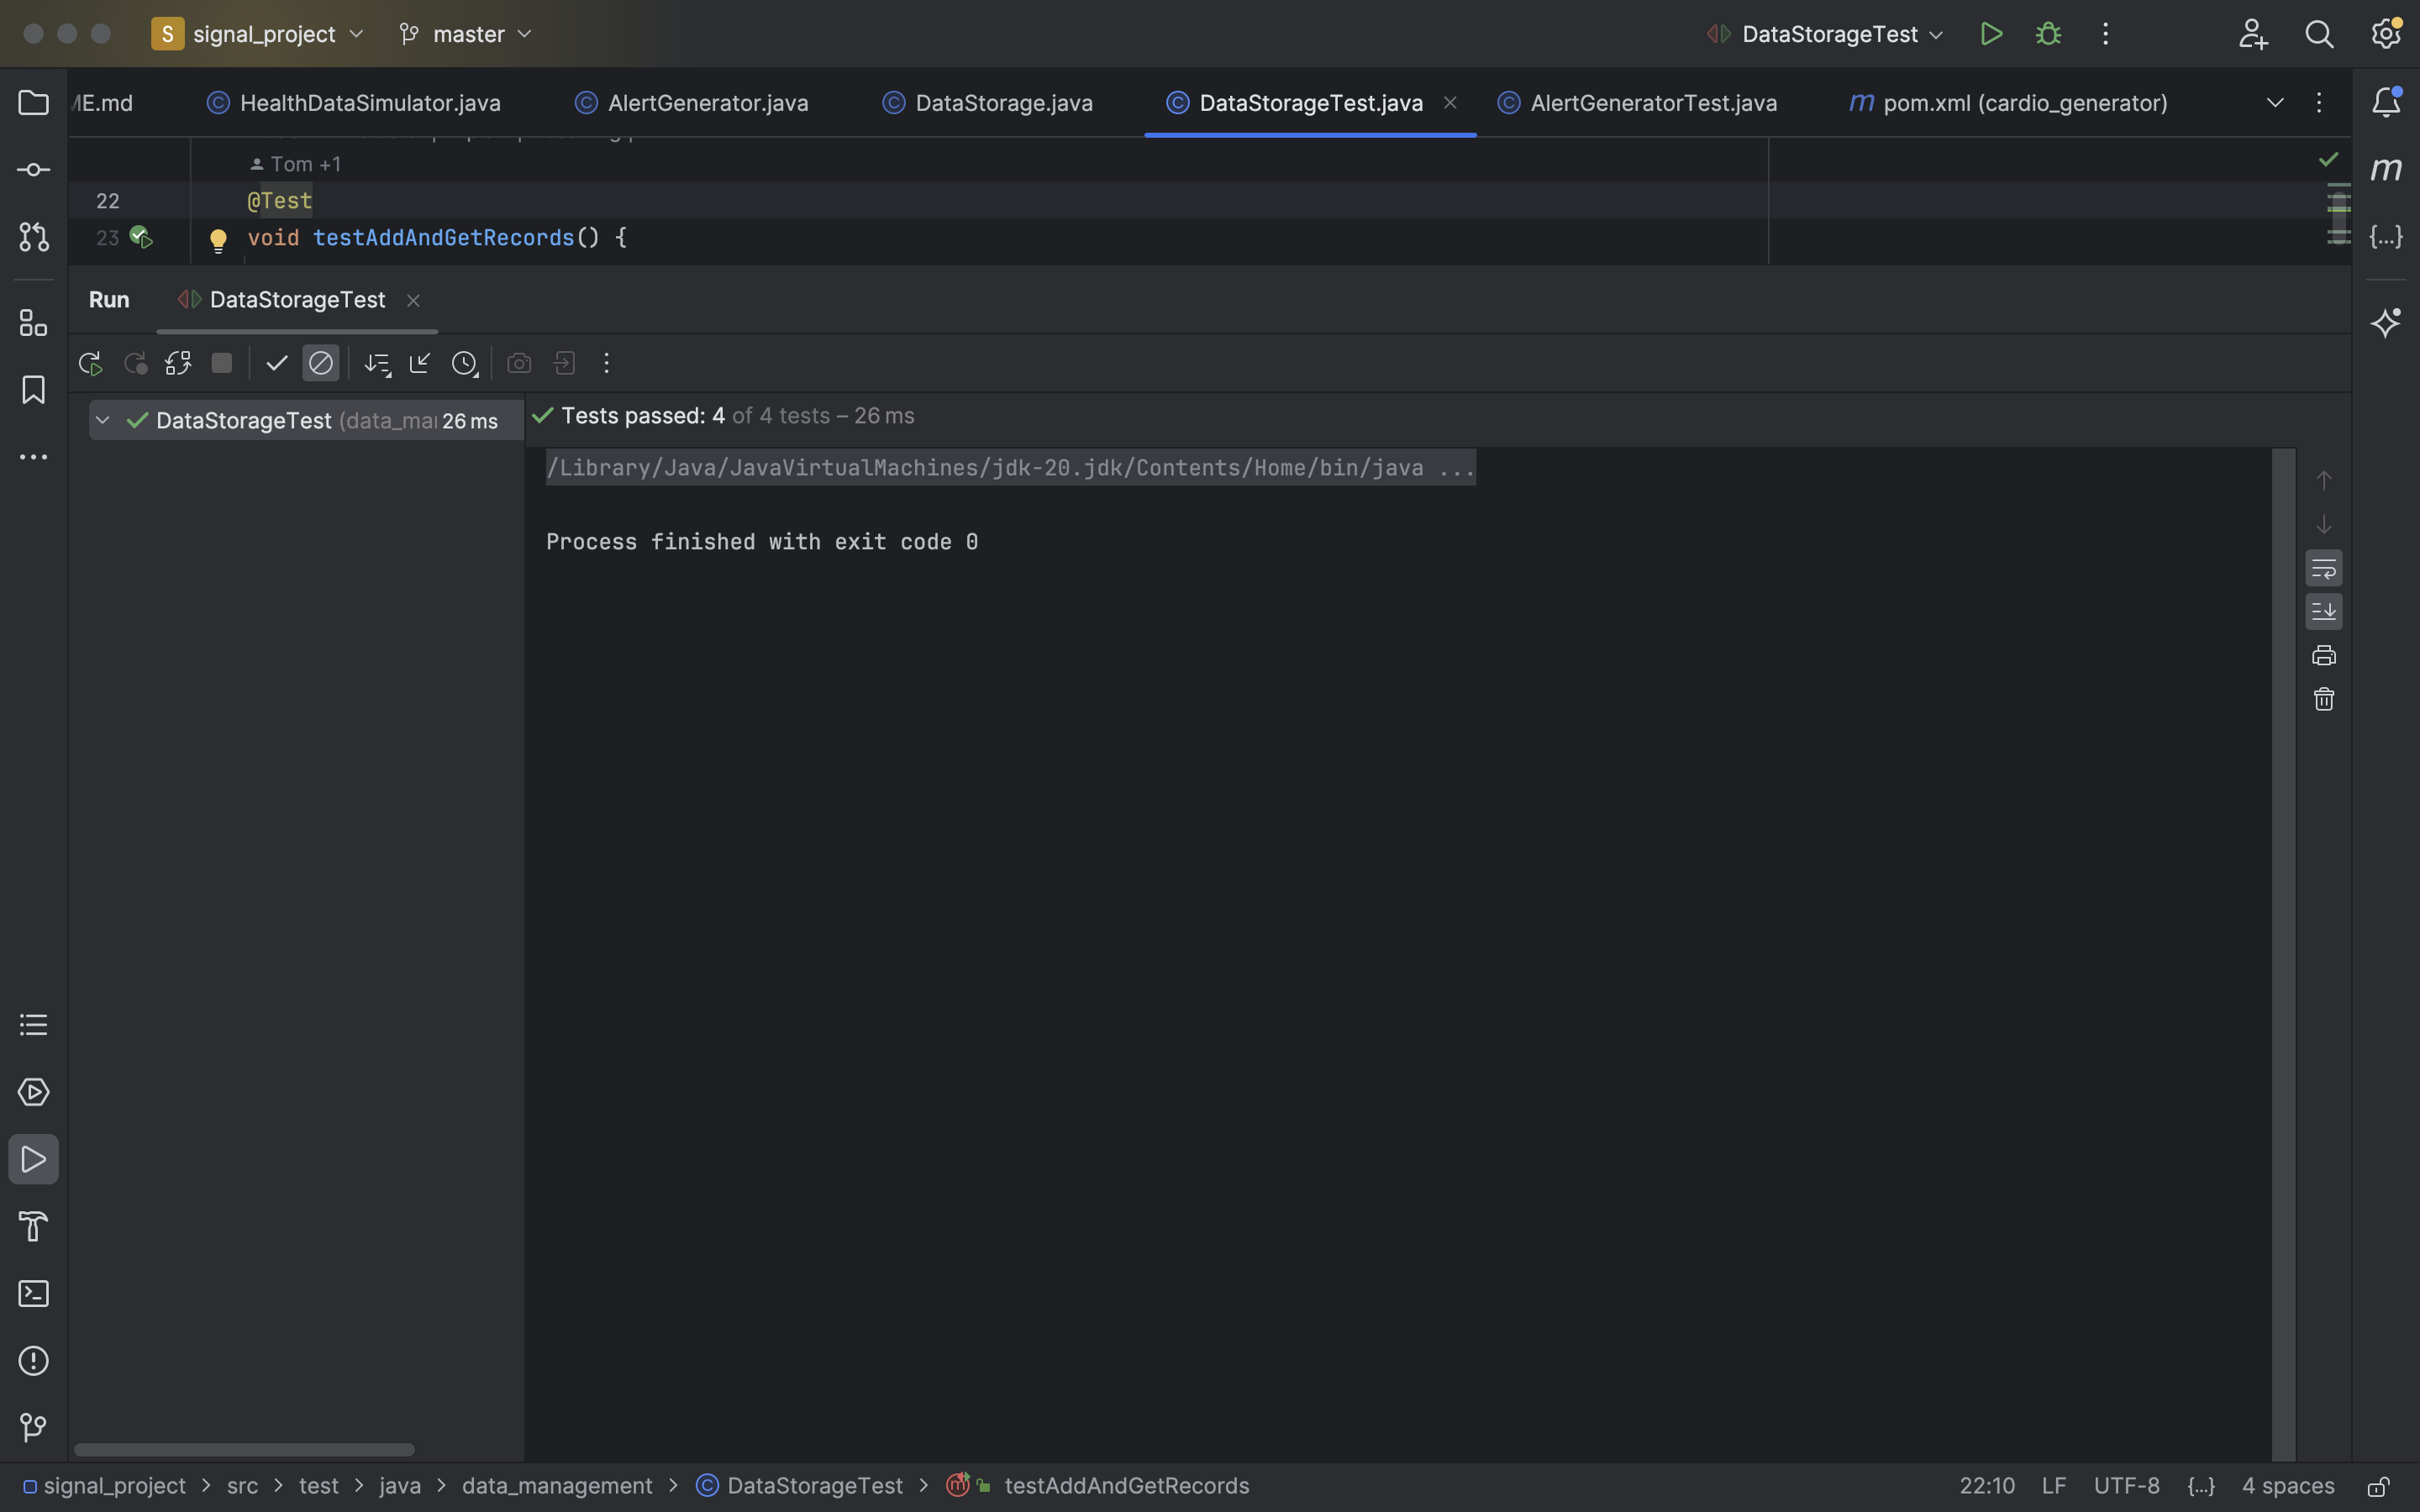 S signal_project master DataStorageTest
ME.md HealthDataSimulator.java AlertGenerator.java DataStorage.java DataStorageTest.java AlertGeneratorTest.java m pom.xml (cardio_generator)
Tom +1
22 @Test
23 void testAddAndGetRecords() {
Run DataStorageTest
DataStorageTest (data_ma 26 ms
Tests passed: 4 of 4 tests – 26 ms
/Library/Java/JavaVirtualMachines/jdk-20.jdk/Contents/Home/bin/java ...
Process finished with exit code 0
signal_project > src > test > java > data_management > DataStorageTest > testAddAndGetRecords 22:10 LF UTF-8 {...} 4 spaces